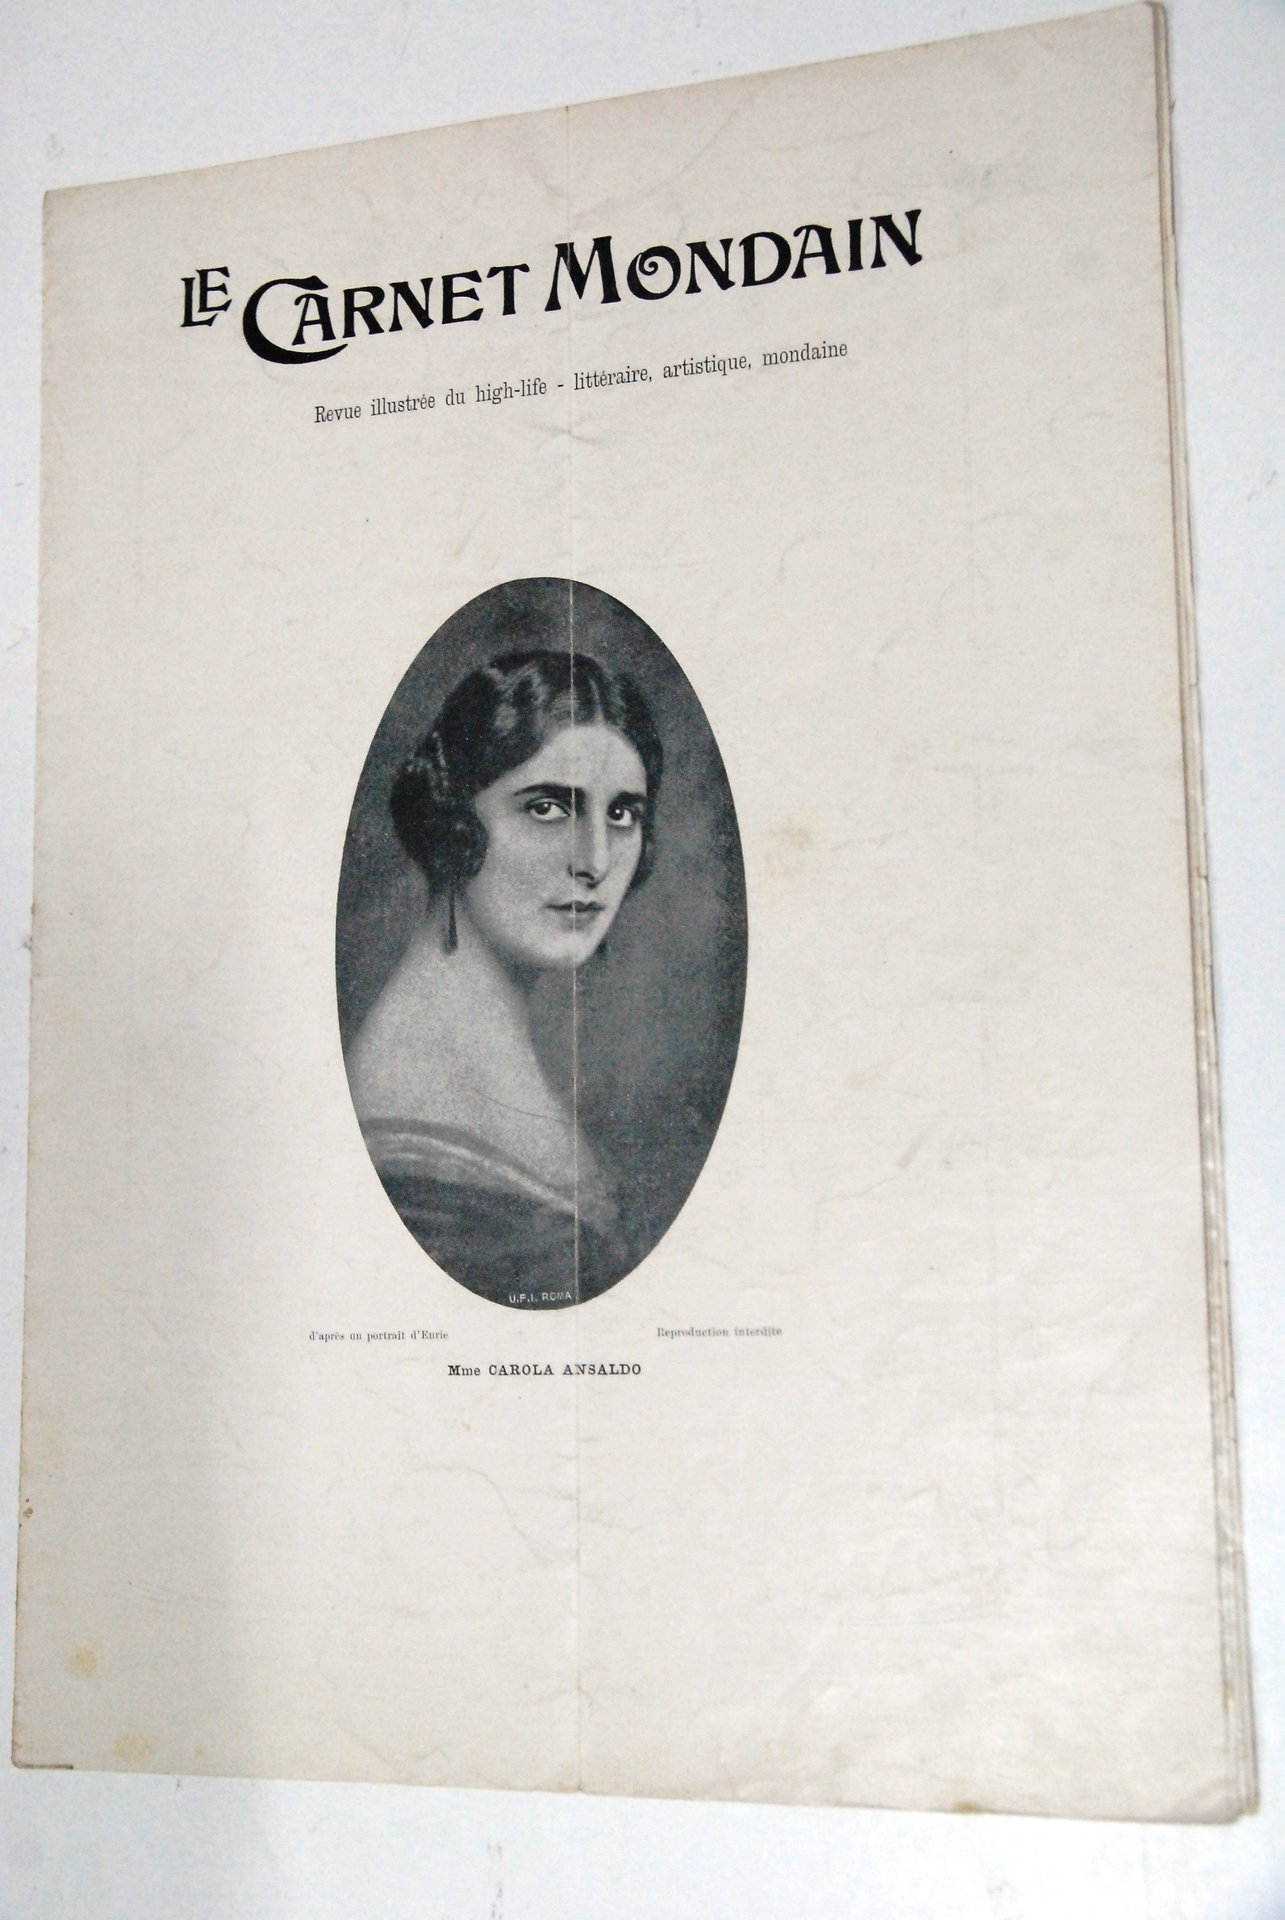 LE CARNET MONDAIN
Revue illustrée du high-life - littéraire, artistique, mondaine
U.F.I. ROMA
d'après un portrait d'Enrie
Reproduction interdite
Mme CAROLA ANSALDO